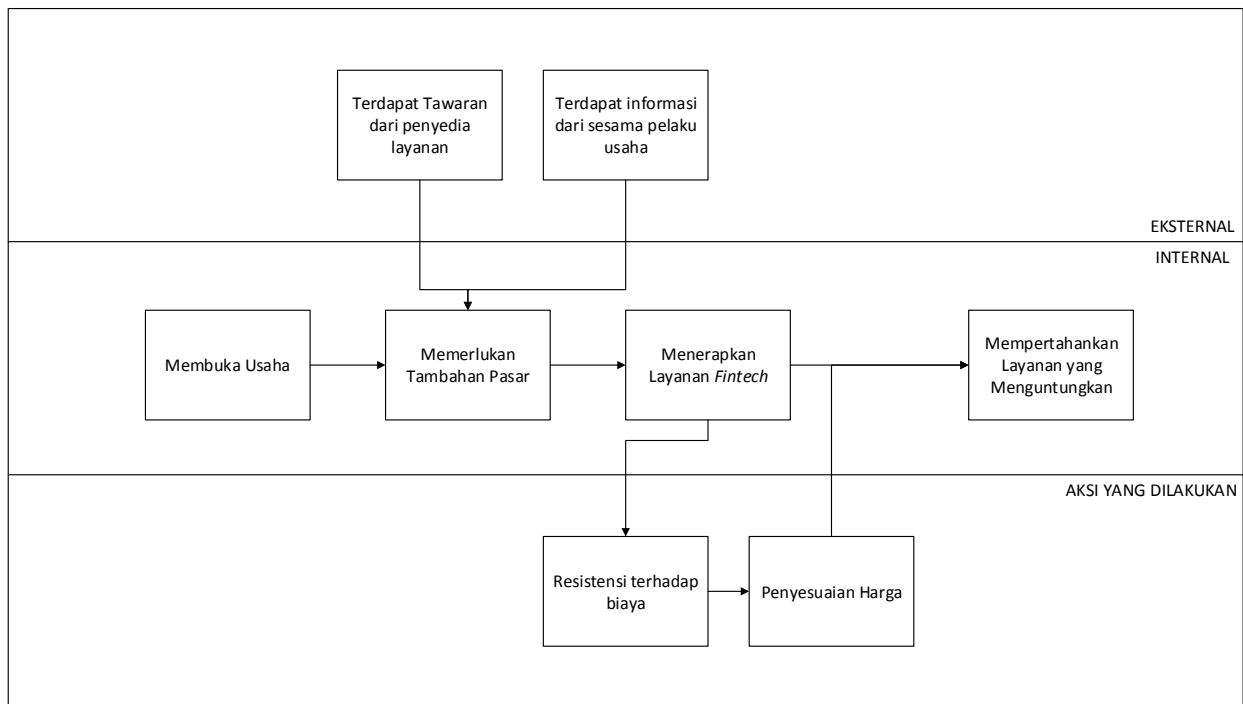 Terdapat Tawaran
dari penyedia
layanan
Terdapat informasi
dari sesama pelaku
usaha
EKSTERNAL
INTERNAL
Membuka Usaha
Memerlukan
Tambahan Pasar
Menerapkan
Layanan Fintech
Mempertahankan
Layanan yang
Menguntungkan
AKSI YANG DILAKUKAN
Resistensi terhadap
biaya
Penyesuaian Harga